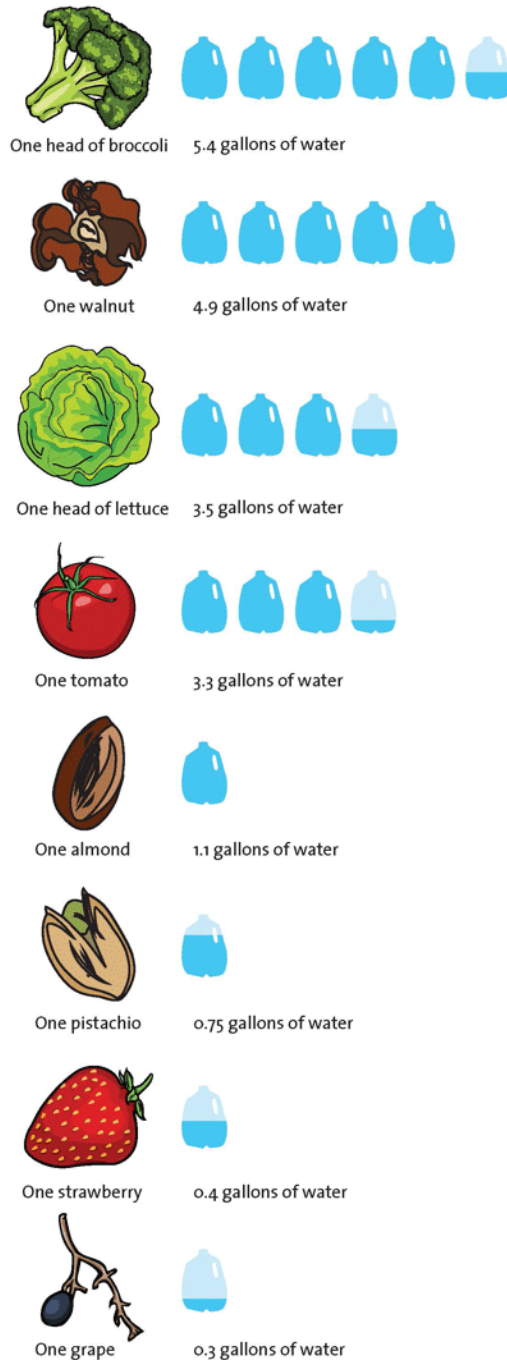 One head of broccoli
5.4 gallons of water
One walnut
4.9 gallons of water
One head of lettuce
3.5 gallons of water
One tomato
3.3 gallons of water
One almond
1.1 gallons of water
One pistachio
0.75 gallons of water
One strawberry
0.4 gallons of water
One grape
0.3 gallons of water